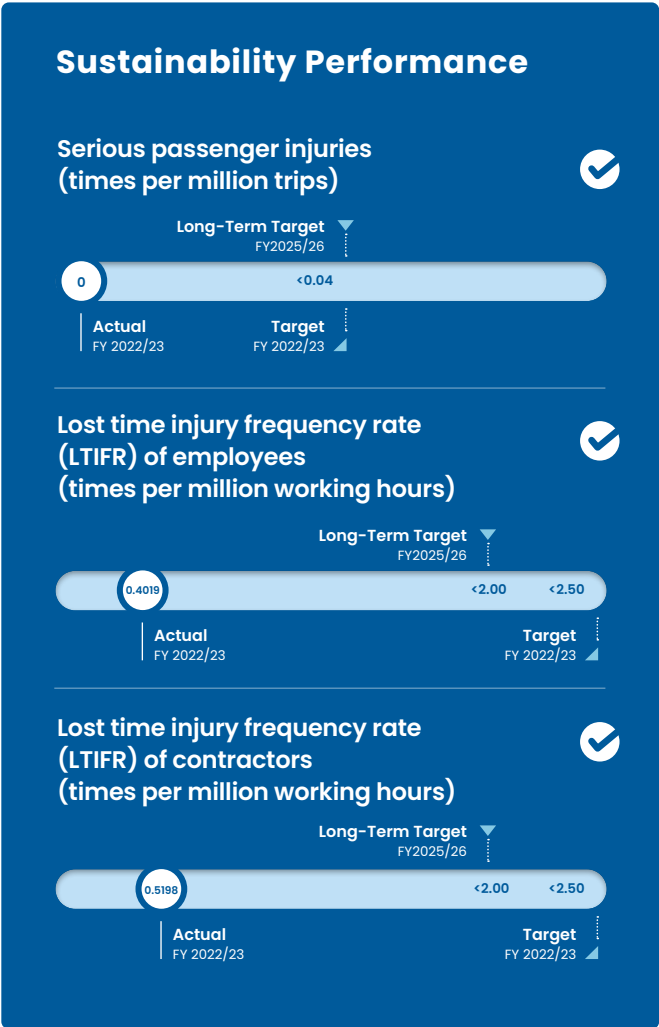 Sustainability Performance
Serious passenger injuries
(times per million trips)
Long-Term Target
FY2025/26
0
<0.04
Actual
FY 2022/23
Target
FY 2022/23
Lost time injury frequency rate
(LTIFR) of employees
(times per million working hours)
Long-Term Target
FY2025/26
0.4019
<2.00
<2.50
Actual
FY 2022/23
Target
FY 2022/23
Lost time injury frequency rate
(LTIFR) of contractors
(times per million working hours)
Long-Term Target
FY2025/26
0.5198
<2.00
<2.50
Actual
FY 2022/23
Target
FY 2022/23